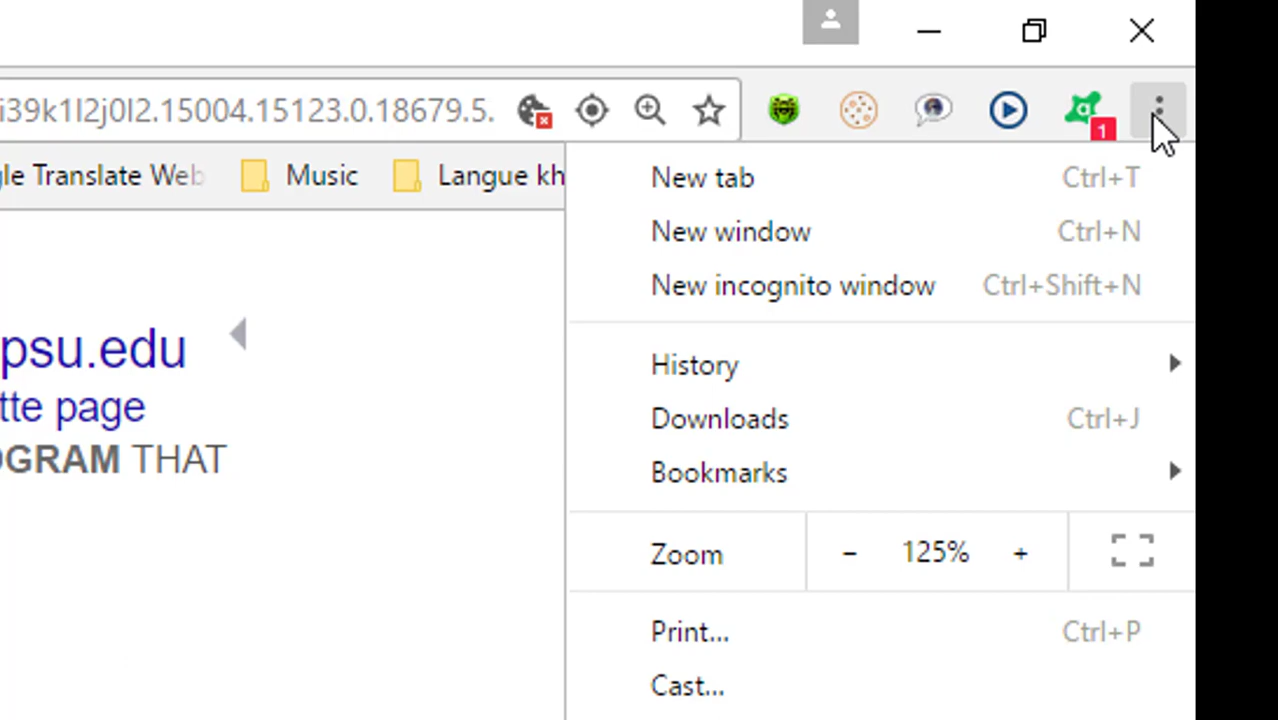 i39k1l2j0l2.15004.15123.0.18679.5.
1
gle Translate Web
Music
Langue kh
New tab Ctrl+T
New window Ctrl+N
New incognito window Ctrl+Shift+N
psu.edu
History
tte page
Downloads Ctrl+J
OGRAM THAT
Bookmarks
Zoom - 125% +
Print... Ctrl+P
Cast...